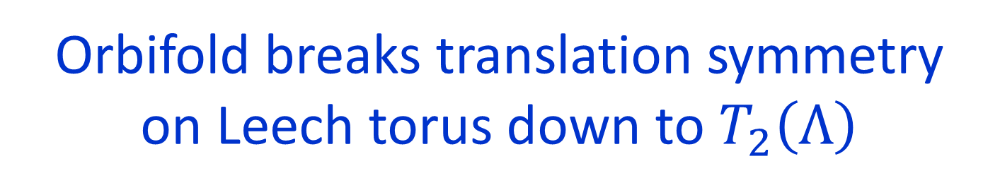 Orbifold breaks translation symmetry
on Leech torus down to 𝑇₂(Λ)